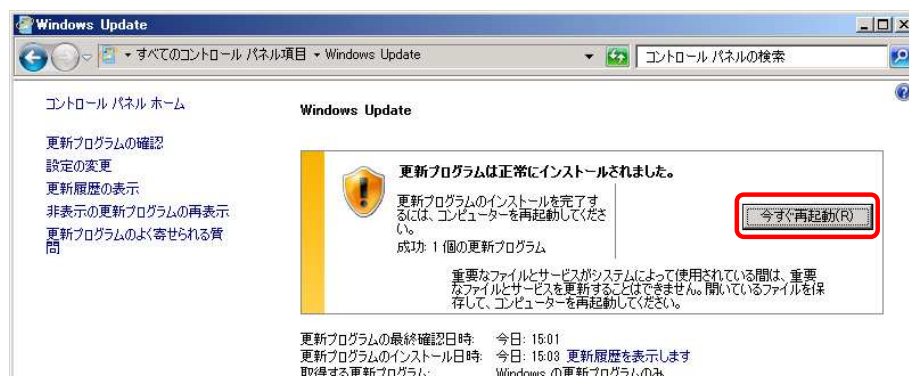 Windows Update
すべてのコントロール パネル項目 Windows Update
コントロール パネルの検索
コントロール パネル ホーム
更新プログラムの確認
設定の変更
更新履歴の表示
非表示の更新プログラムの再表示
更新プログラムのよく寄せられる質
問
Windows Update
更新プログラムは正常にインストールされました。
更新プログラムのインストールを完了す
るには、コンピューターを再起動してくださ
い。
成功: 1 個の更新プログラム
今すぐ再起動(R)
重要なファイルとサービスがシステムによって使用されている間は、重要
なファイルとサービスを更新することはできません。開いているファイルを保
存して、コンピューターを再起動してください。
更新プログラムの最終確認日時: 今日: 15:01
更新プログラムのインストール日時: 今日: 15:03 更新履歴を表示します
取得する更新プログラム: Windows の更新プログラムのみ